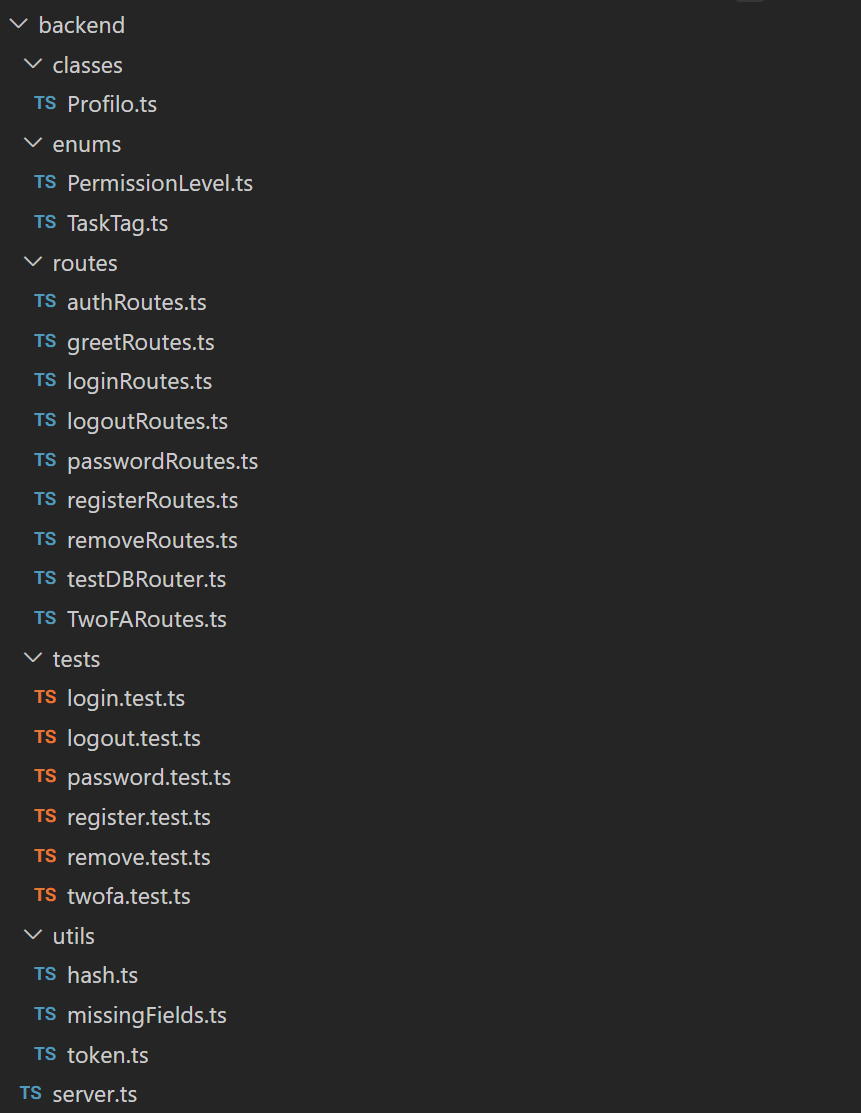 backend
classes
TS Profilo.ts
enums
TS PermissionLevel.ts
TS TaskTag.ts
routes
TS authRoutes.ts
TS greetRoutes.ts
TS loginRoutes.ts
TS logoutRoutes.ts
TS passwordRoutes.ts
TS registerRoutes.ts
TS removeRoutes.ts
TS testDBRouter.ts
TS TwoFARoutes.ts
tests
TS login.test.ts
TS logout.test.ts
TS password.test.ts
TS register.test.ts
TS remove.test.ts
TS twofa.test.ts
utils
TS hash.ts
TS missingFields.ts
TS token.ts
TS server.ts